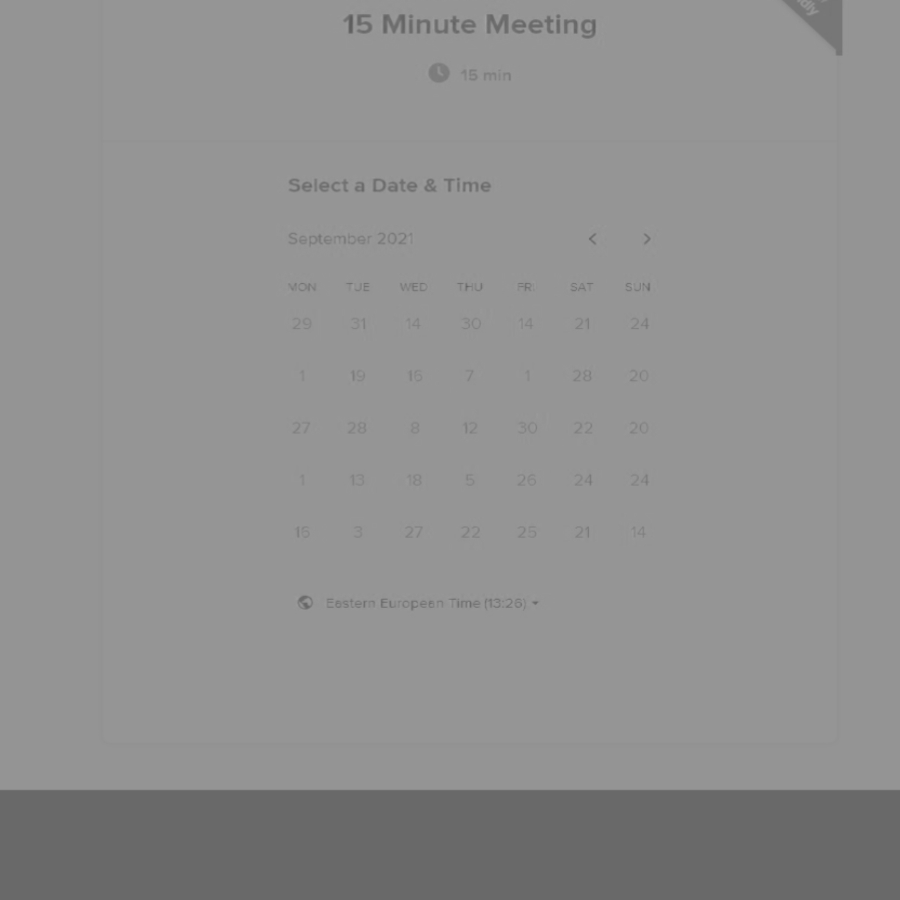 15 Minute Meeting
15 min
Select a Date & Time
September 2021
MON TUE WED THU FRI SAT SUN
29 31 14 30 14 21 24
1 19 15 7 1 28 20
27 28 8 12 30 22 20
1 13 18 5 26 24 24
15 3 27 22 25 21 14
Eastern European Time (13:26)